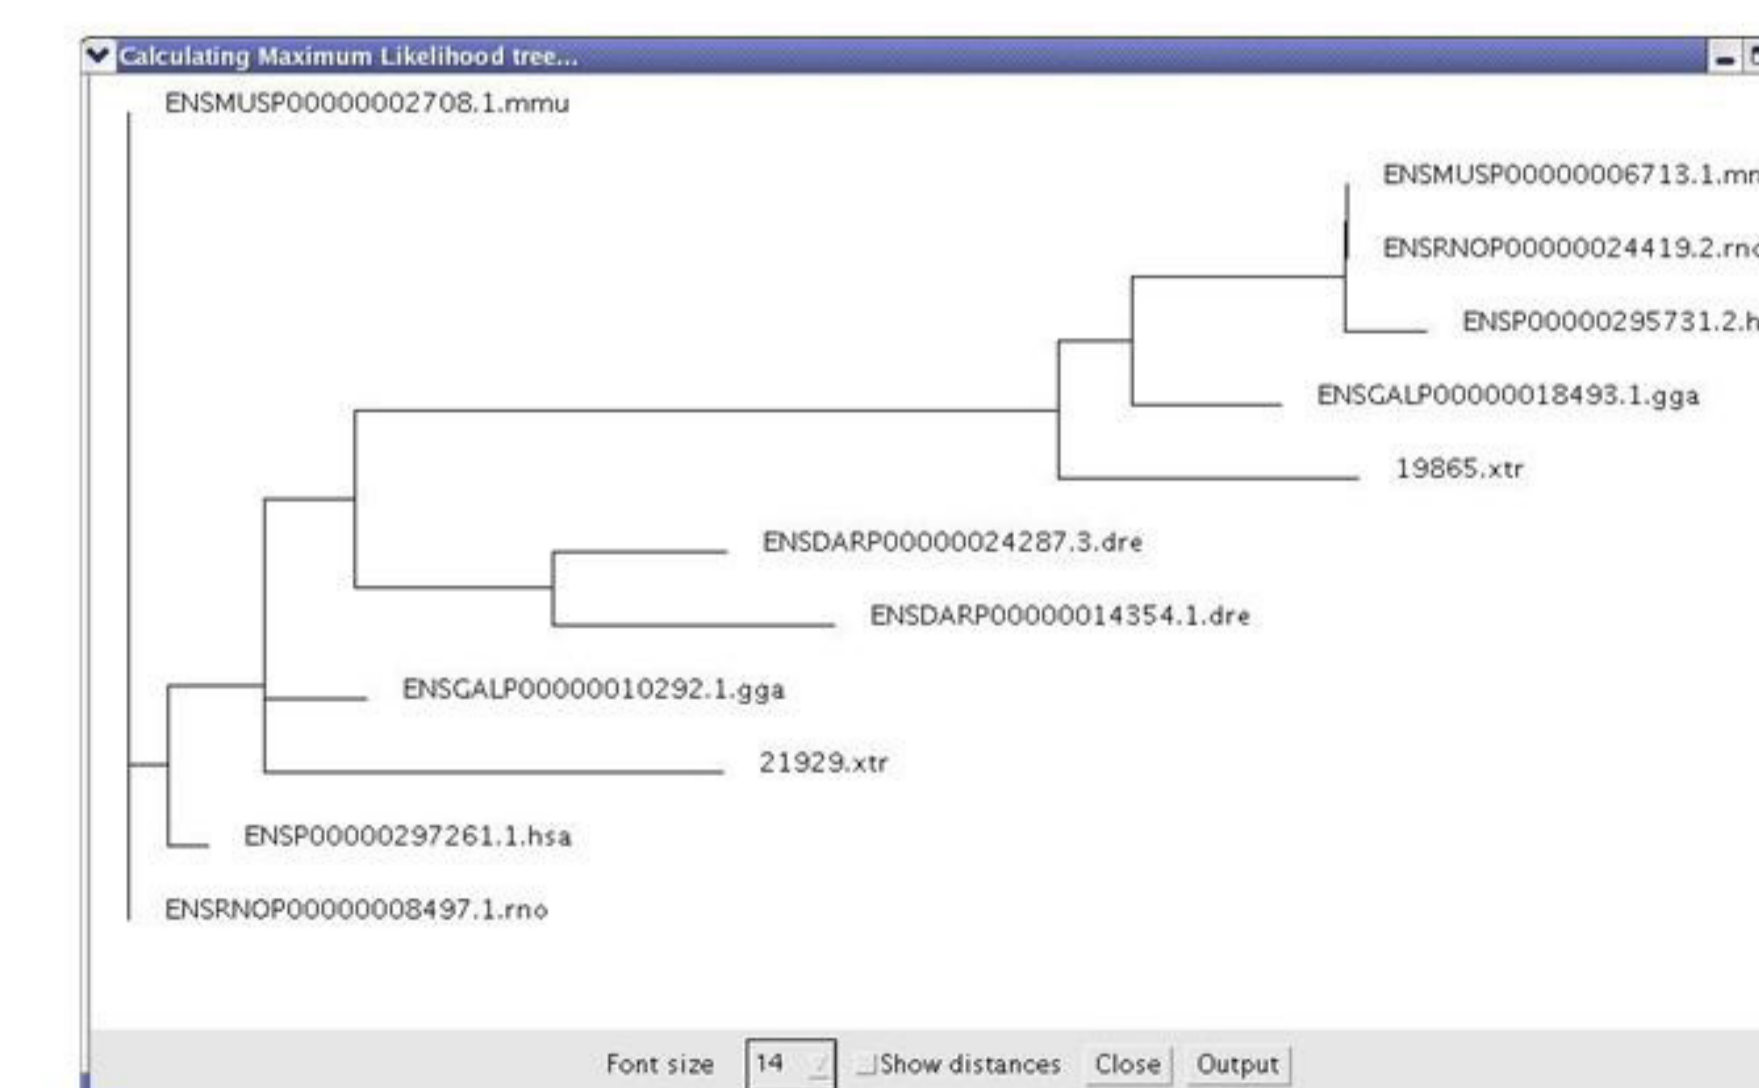 Calculating Maximum Likelihood tree...
ENSMUSP00000002708.1.mmu
ENSMUSP00000006713.1.mm
ENSRNOP00000024419.2.rno
ENSP00000295731.2.h
ENSGALP00000018493.1.gga
19865.xtr
ENSDARP00000024287.3.dre
ENSDARP00000014354.1.dre
ENSGALP00000010292.1.gga
21929.xtr
ENSP00000297261.1.hsa
ENSRNOP00000008497.1.rno
Font size 14 Show distances Close Output